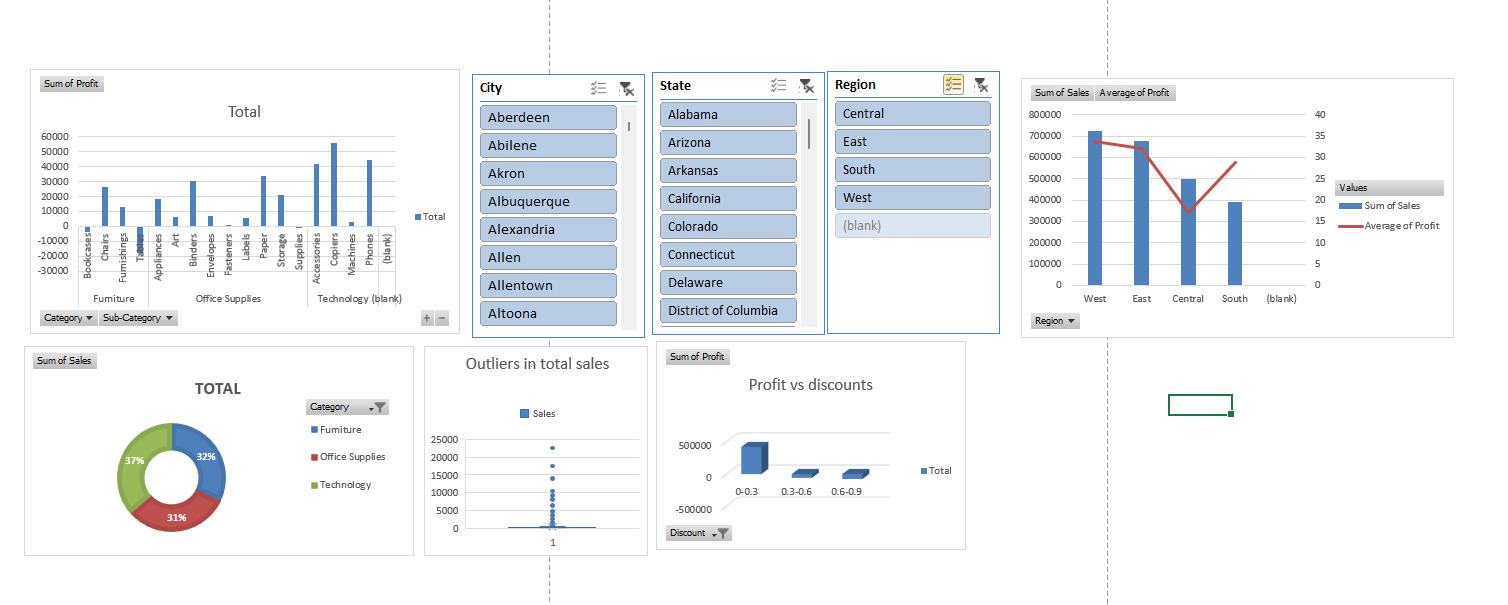 Sum of Profit
Total
60000
50000
40000
30000
20000
10000
0
-10000
-20000
-30000
Bookcases
Chairs
Furnishings
Tables
Appliances
Art
Binders
Envelopes
Fasteners
Labels
Paper
Storage
Supplies
Accessories
Copiers
Machines
Phones
(blank)
Furniture
Office Supplies
Technology
(blank)
Total
Category
Sub-Category
City
Aberdeen
Abilene
Akron
Albuquerque
Alexandria
Allen
Allentown
Altoona
State
Alabama
Arizona
Arkansas
California
Colorado
Connecticut
Delaware
District of Columbia
Region
Central
East
South
West
(blank)
Sum of Sales
Average of Profit
800000
700000
600000
500000
400000
300000
200000
100000
0
40
35
30
25
20
15
10
5
0
West
East
Central
South
(blank)
Values
Sum of Sales
Average of Profit
Region
Sum of Sales
TOTAL
37%
32%
31%
Category
Furniture
Office Supplies
Technology
Outliers in total sales
Sales
25000
20000
15000
10000
5000
0
1
Sum of Profit
Profit vs discounts
500000
0
-500000
0-0.3
0.3-0.6
0.6-0.9
Total
Discount